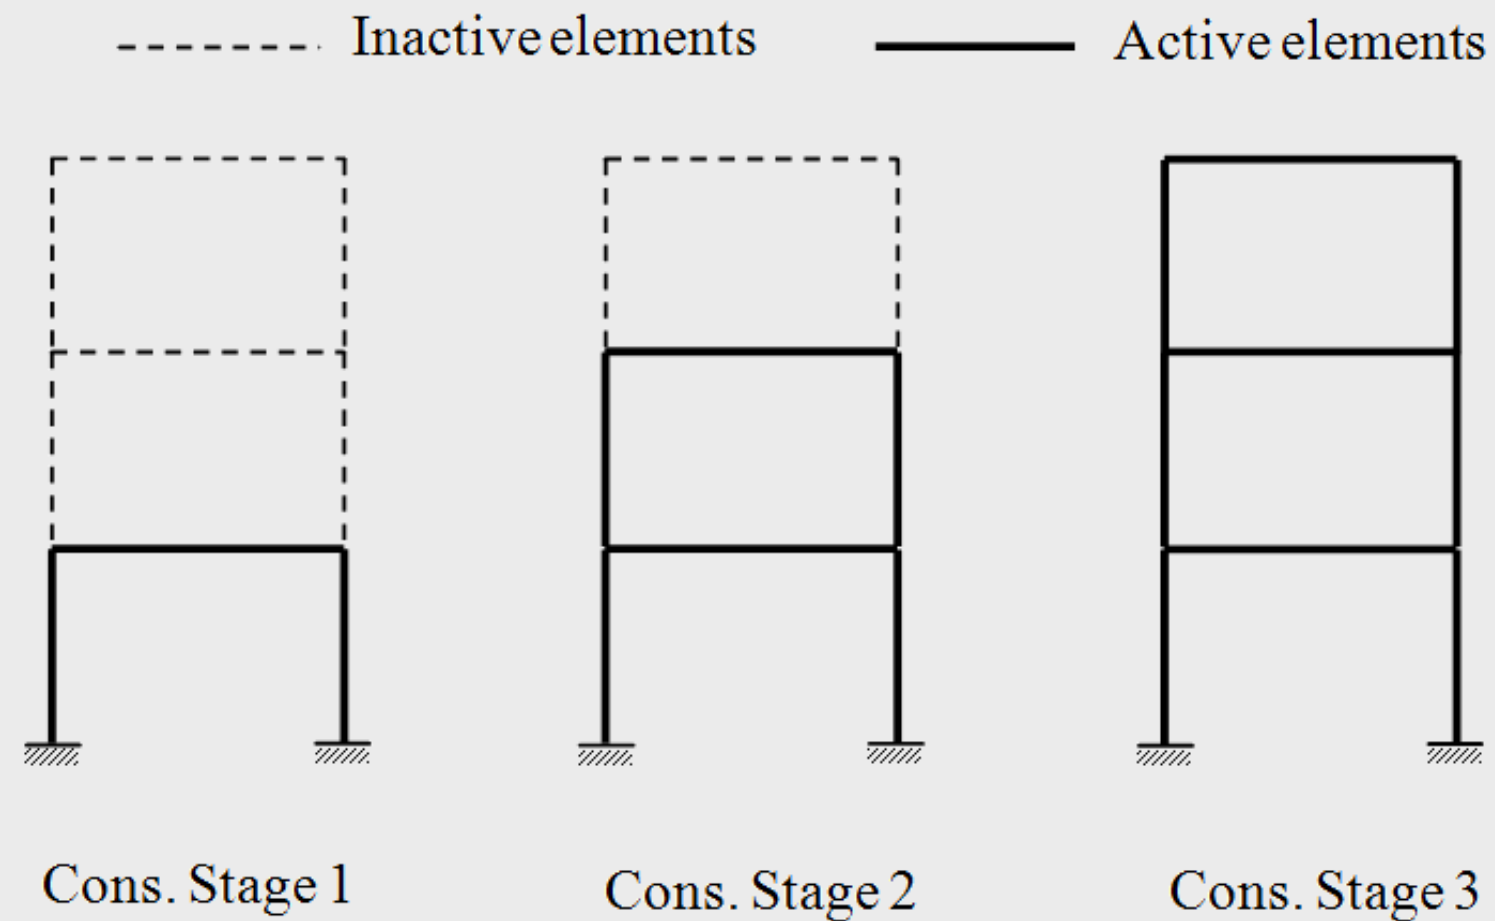 Inactive elements
Active elements
Cons. Stage 1
Cons. Stage 2
Cons. Stage 3